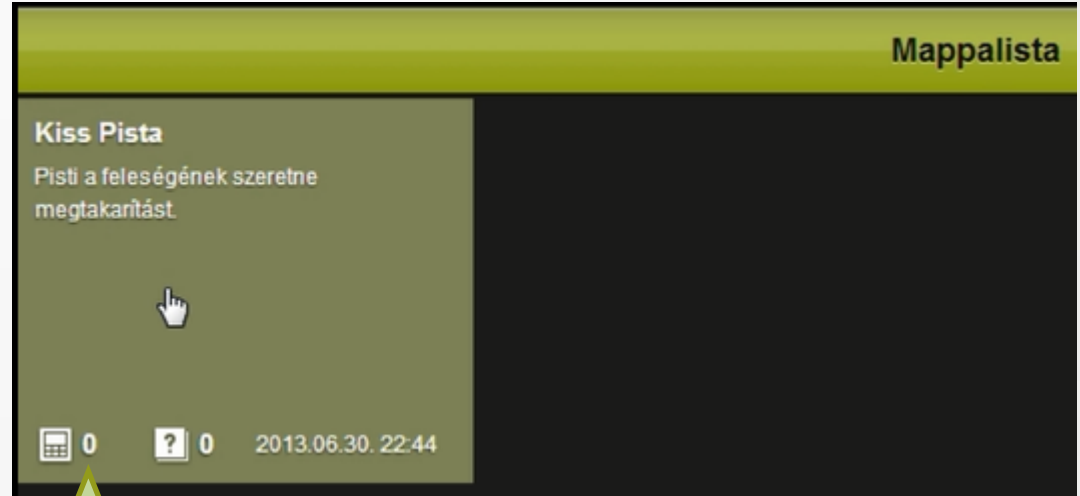 Mappalista
Kiss Pista
Pisti a feleségének szeretne
megtakarítást.
0 ? 0 2013.06.30. 22:44